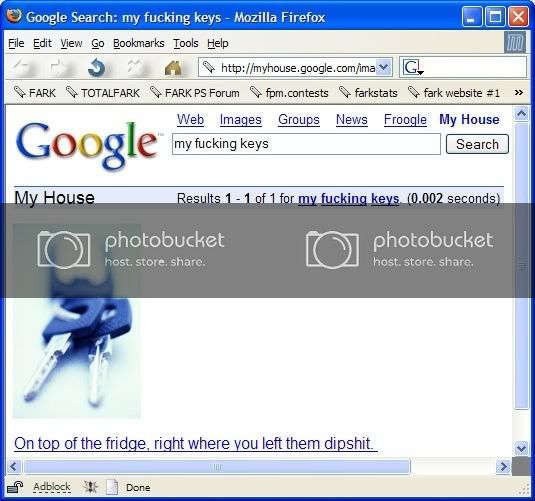 Google Search: my fucking keys - Mozilla Firefox
File Edit View Go Bookmarks Tools Help
http://myhouse.google.com/ima G
FARK TOTALFARK FARK PS Forum fpm.contests farkstats fark website #1 »
Web Images Groups News Froogle My House
Google™ my fucking keys Search
My House Results 1 - 1 of 1 for my fucking keys. (0.002 seconds)
photobucket photobucket
host. store. share. host. store. share.
On top of the fridge, right where you left them dipshit.
Adblock Done